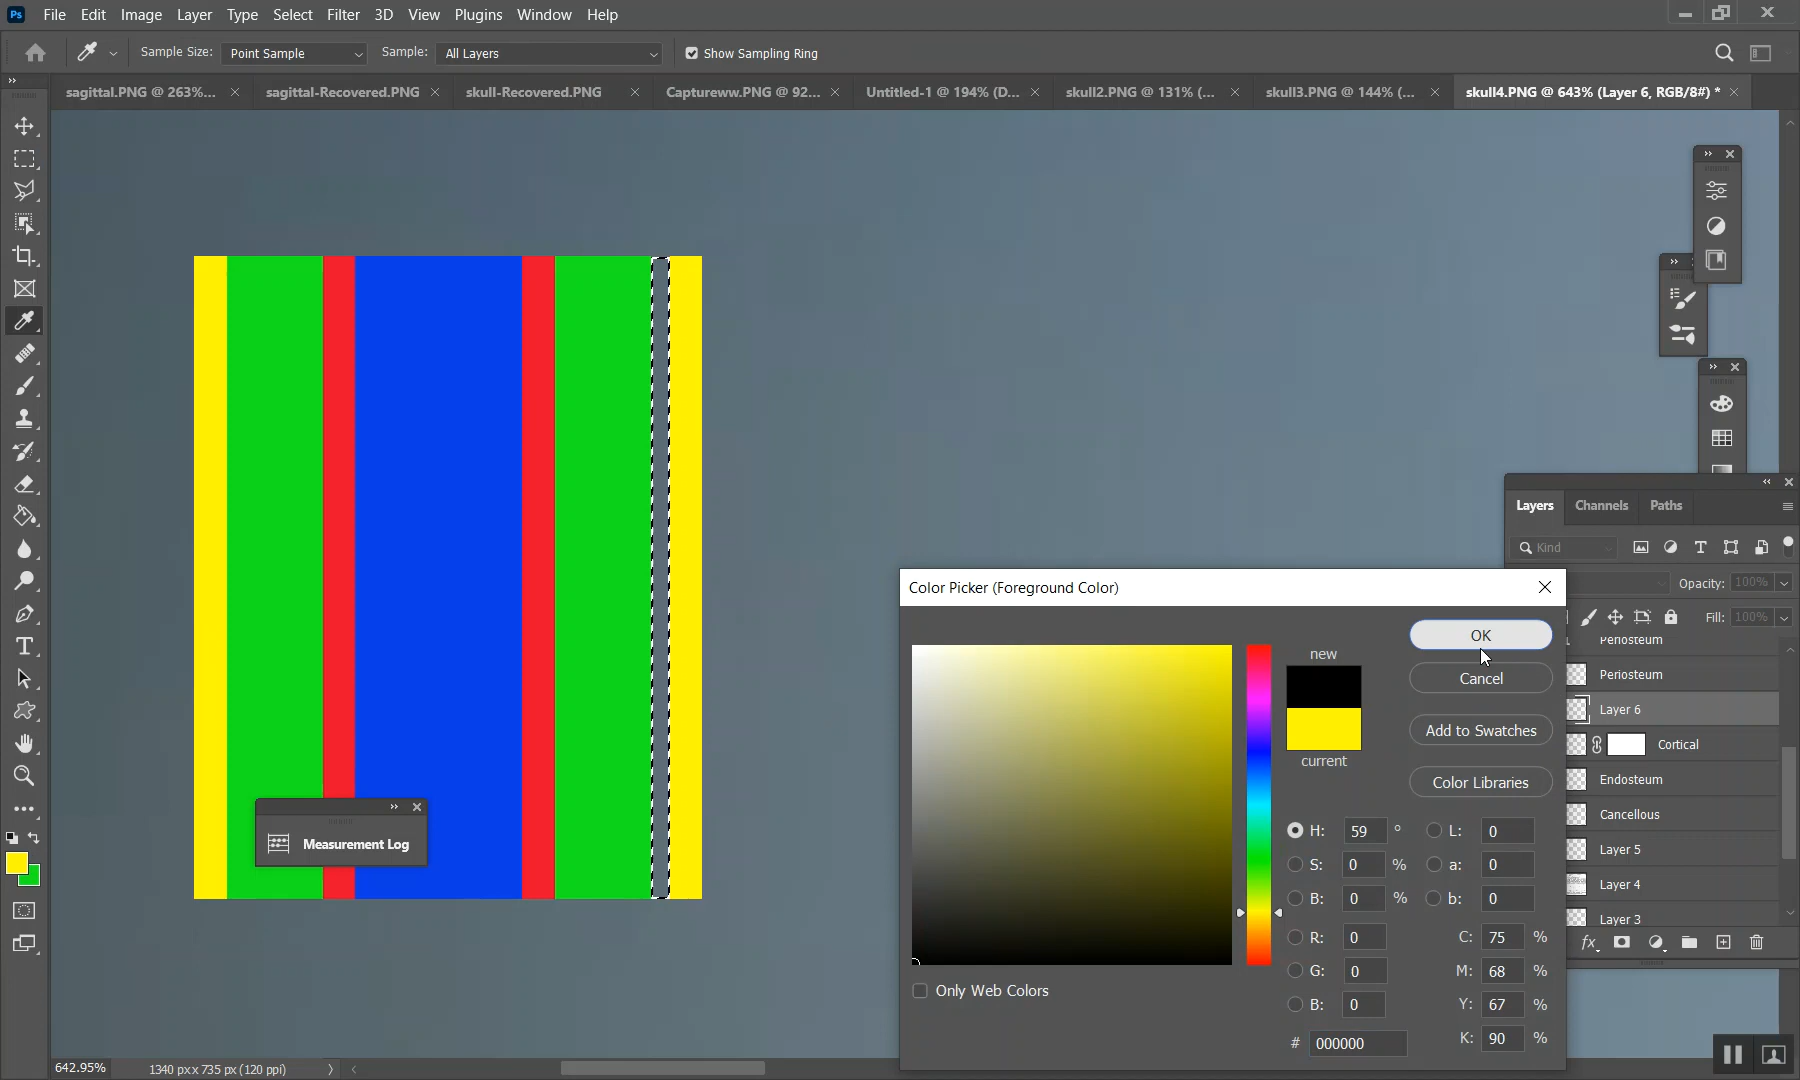 Ps File Edit Image Layer Type Select Filter 3D View Plugins Window Help
Sample Size: Point Sample Sample: All Layers Show Sampling Ring
sagittal.PNG @ 263%... sagittal-Recovered.PNG skull-Recovered.PNG Captureww.PNG @ 92... Untitled-1 @ 194% (D... skull2.PNG @ 131% (... skull3.PNG @ 144% (... skull4.PNG @ 643% (Layer 6, RGB/8#) *
Layers Channels Paths
Kind
Opacity: 100%
Fill: 100%
Periosteum
Periosteum
Layer 6
Cortical
Endosteum
Cancellous
Layer 5
Layer 4
Layer 3
fx
Color Picker (Foreground Color)
new
current
OK
Cancel
Add to Swatches
Color Libraries
H: 59 ° L: 0
S: 0 % a: 0
B: 0 % b: 0
R: 0 C: 75 %
G: 0 M: 68 %
B: 0 Y: 67 %
# 000000 K: 90 %
Only Web Colors
Measurement Log
642.95% 1340 px x 735 px (120 ppi)